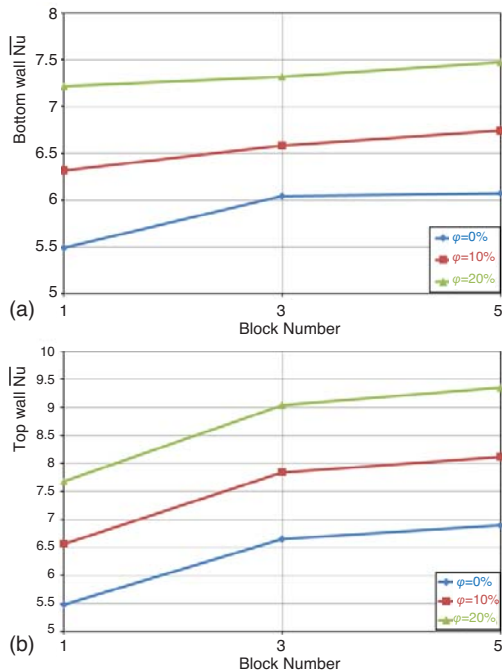 8
7.5
7
6.5
6
5.5
5
Bottom wall Nu
1
3
5
Block Number
φ=0%
φ=10%
φ=20%
(a)
10
9.5
9
8.5
8
7.5
7
6.5
6
5.5
5
Top wall Nu
1
3
5
Block Number
φ=0%
φ=10%
φ=20%
(b)